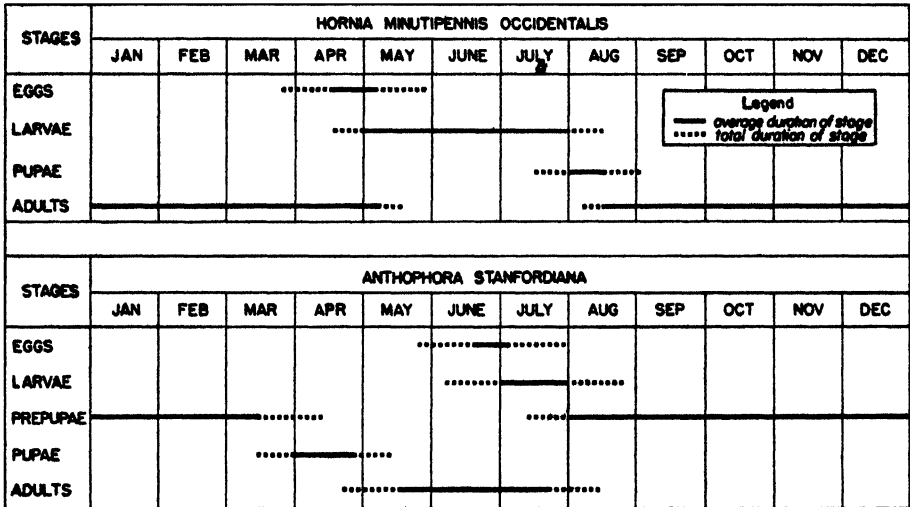 STAGES
HORNIA MINUTIPENNIS OCCIDENTALIS
JAN FEB MAR APR MAY JUNE JULY AUG SEP OCT NOV DEC
EGGS
LARVAE
PUPAE
ADULTS
Legend
average duration of stage
total duration of stage
STAGES
ANTHOPHORA STANFORDIANA
JAN FEB MAR APR MAY JUNE JULY AUG SEP OCT NOV DEC
EGGS
LARVAE
PREPUPAE
PUPAE
ADULTS